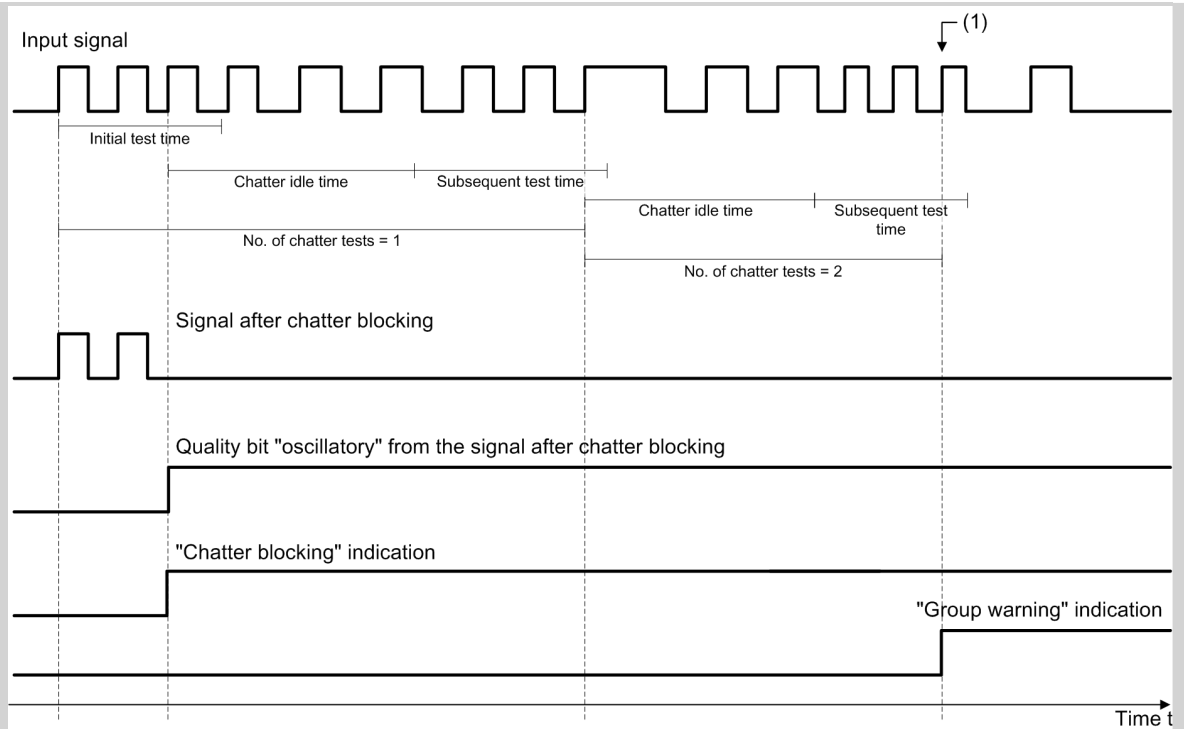 (1)
Input signal
Initial test time
Chatter idle time
Subsequent test time
Chatter idle time
Subsequent test
time
No. of chatter tests = 1
No. of chatter tests = 2
Signal after chatter blocking
Quality bit "oscillatory" from the signal after chatter blocking
"Chatter blocking" indication
"Group warning" indication
Time t